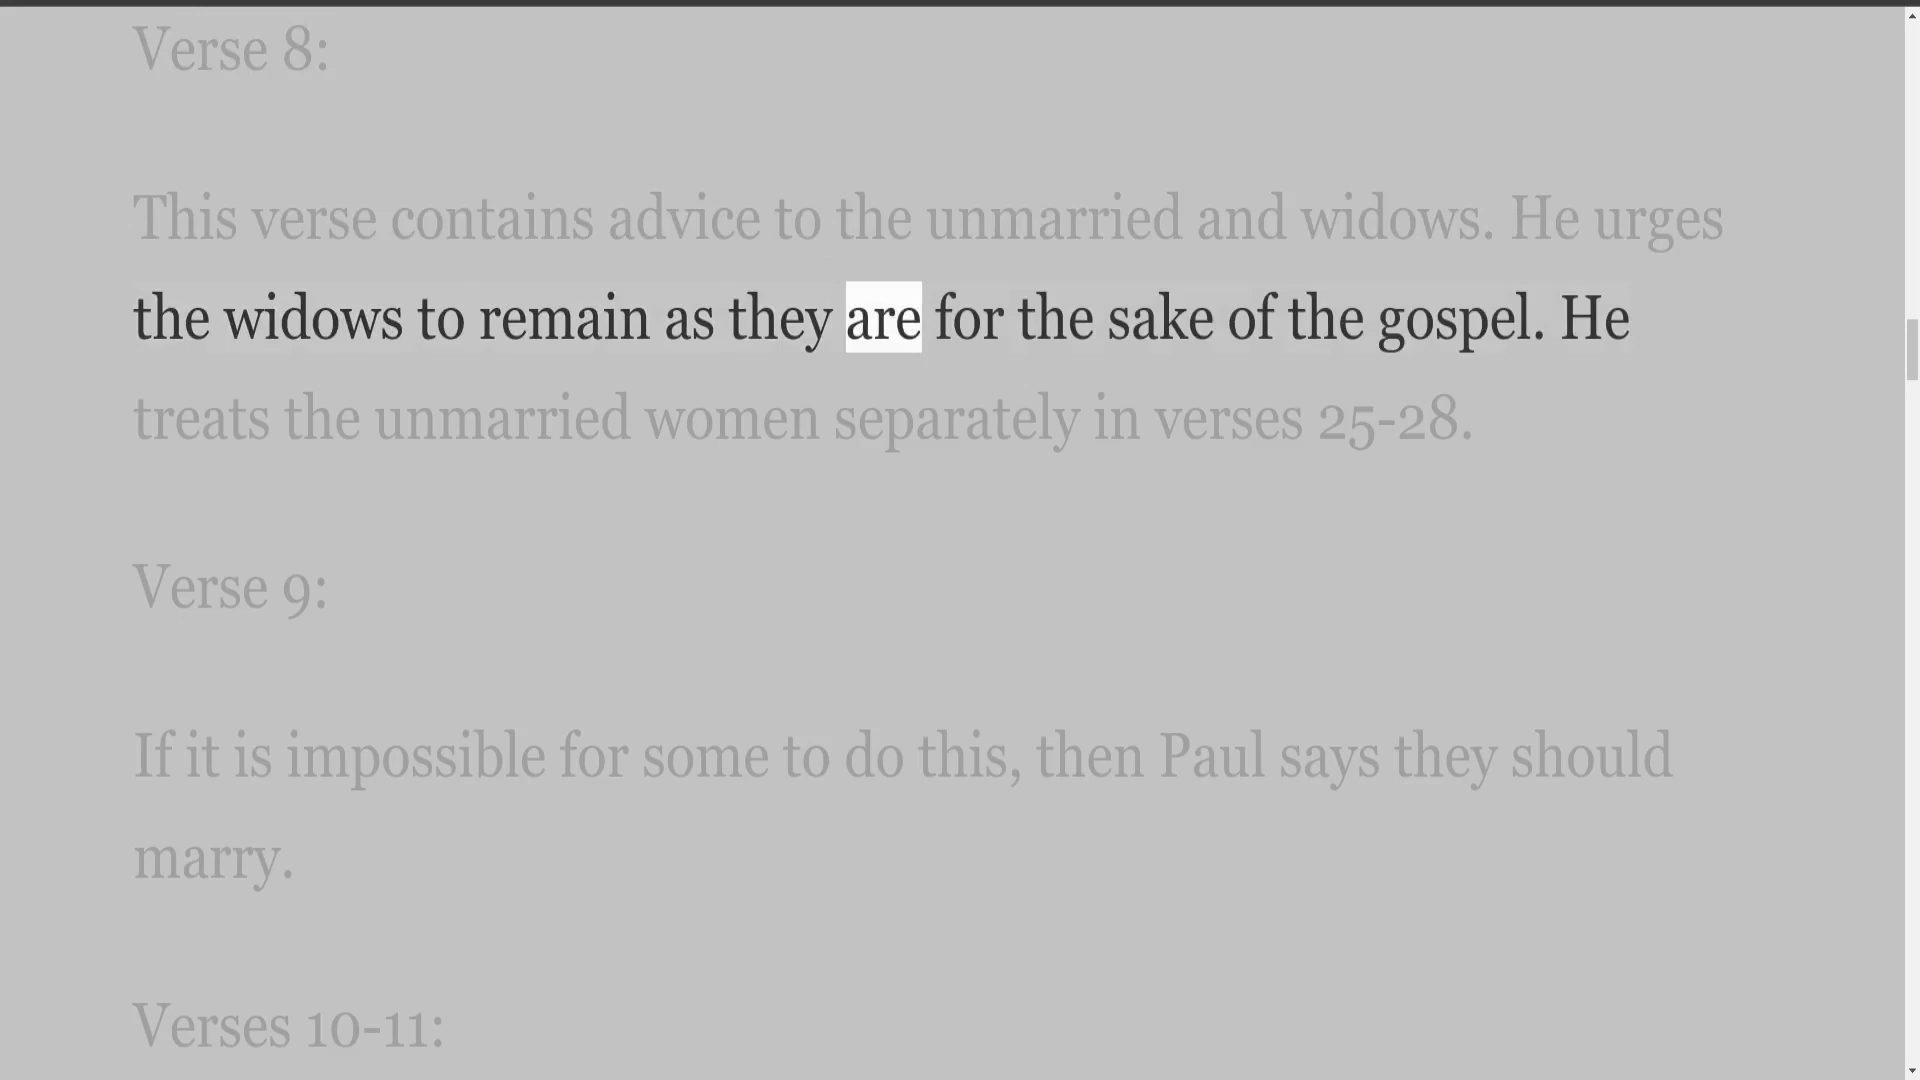 Verse 8:
This verse contains advice to the unmarried and widows. He urges
the widows to remain as they are for the sake of the gospel. He
treats the unmarried women separately in verses 25-28.
Verse 9:
If it is impossible for some to do this, then Paul says they should
marry.
Verses 10-11: